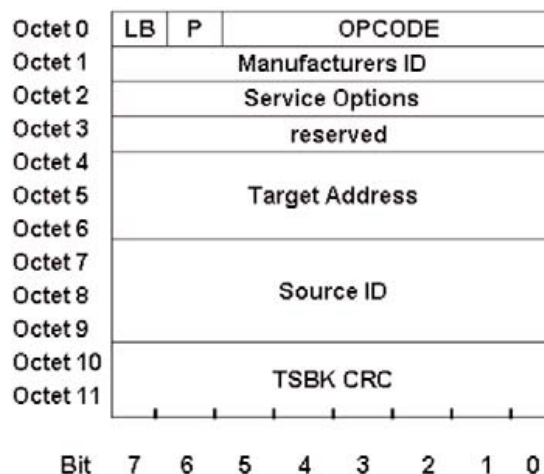 Octet 0 LB P OPCODE
Octet 1 Manufacturers ID
Octet 2 Service Options
Octet 3 reserved
Octet 4
Octet 5 Target Address
Octet 6
Octet 7
Octet 8 Source ID
Octet 9
Octet 10 TSBK CRC
Octet 11
Bit 7 6 5 4 3 2 1 0